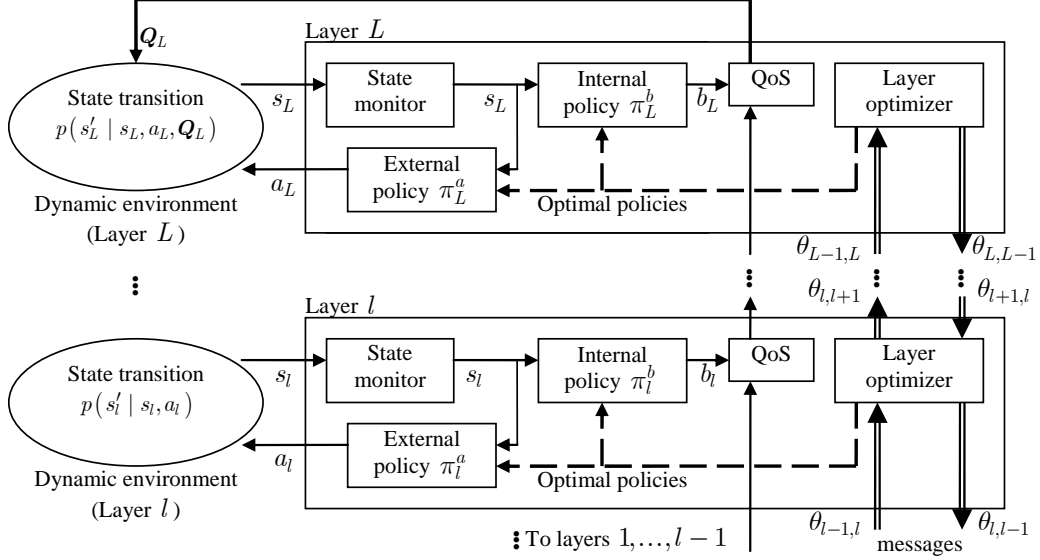 Q_L
Layer L
State transition
p(s'_L | s_L, a_L, Q_L)
s_L
State
monitor
s_L
Internal
policy π^b_L
b_L
QoS
Layer
optimizer
a_L
External
policy π^a_L
Optimal policies
Dynamic environment
(Layer L)
θ_{L−1,L}
θ_{L,L−1}
θ_{l,l+1}
θ_{l+1,l}
Layer l
State transition
p(s'_l | s_l, a_l)
s_l
State
monitor
s_l
Internal
policy π^b_l
b_l
QoS
Layer
optimizer
a_l
External
policy π^a_l
Optimal policies
Dynamic environment
(Layer l)
θ_{l−1,l}
θ_{l,l−1}
To layers 1,…,l − 1
messages